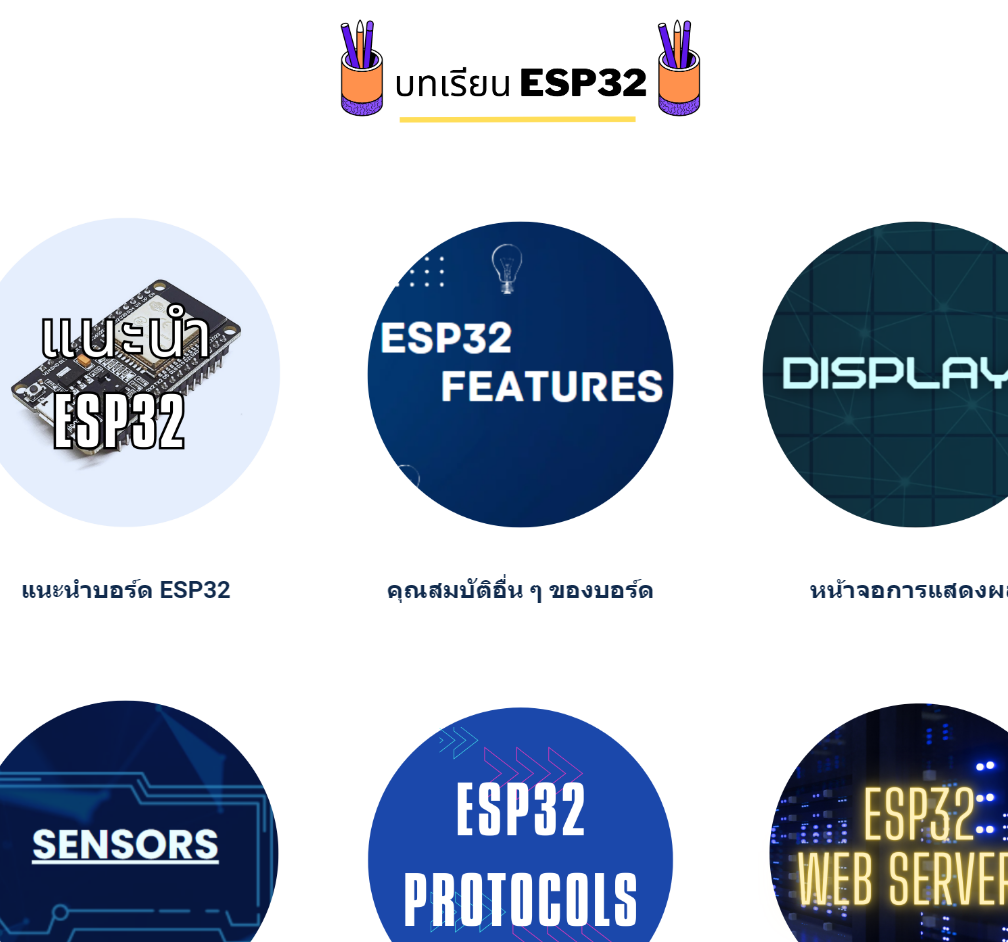 บทเรียน ESP32
แนะนำ
ESP32
ESP32
FEATURES
DISPLAY
แนะนำบอร์ด ESP32
คุณสมบัติอื่น ๆ ของบอร์ด
หน้าจอการแสดงผล
SENSORS
ESP32
PROTOCOLS
ESP32
WEB SERVER